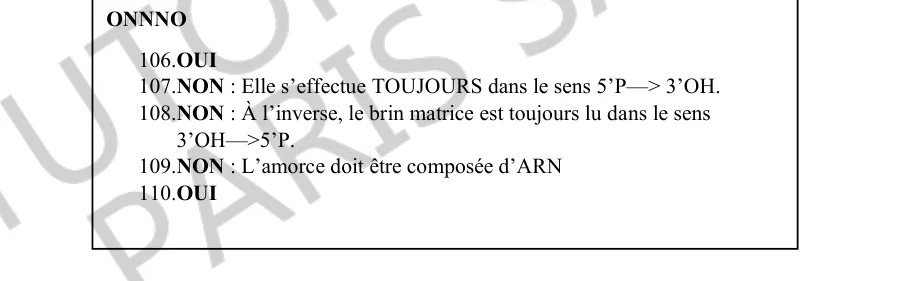 ONNNO
106.OUI
107.NON : Elle s’effectue TOUJOURS dans le sens 5’P—> 3’OH.
108.NON : À l’inverse, le brin matrice est toujours lu dans le sens
3’OH—>5’P.
109.NON : L’amorce doit être composée d’ARN
110.OUI